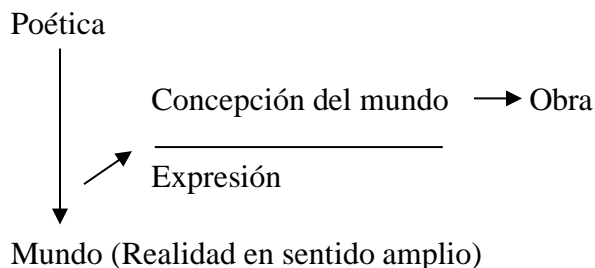 Poética
Concepción del mundo Obra
Expresión
Mundo (Realidad en sentido amplio)